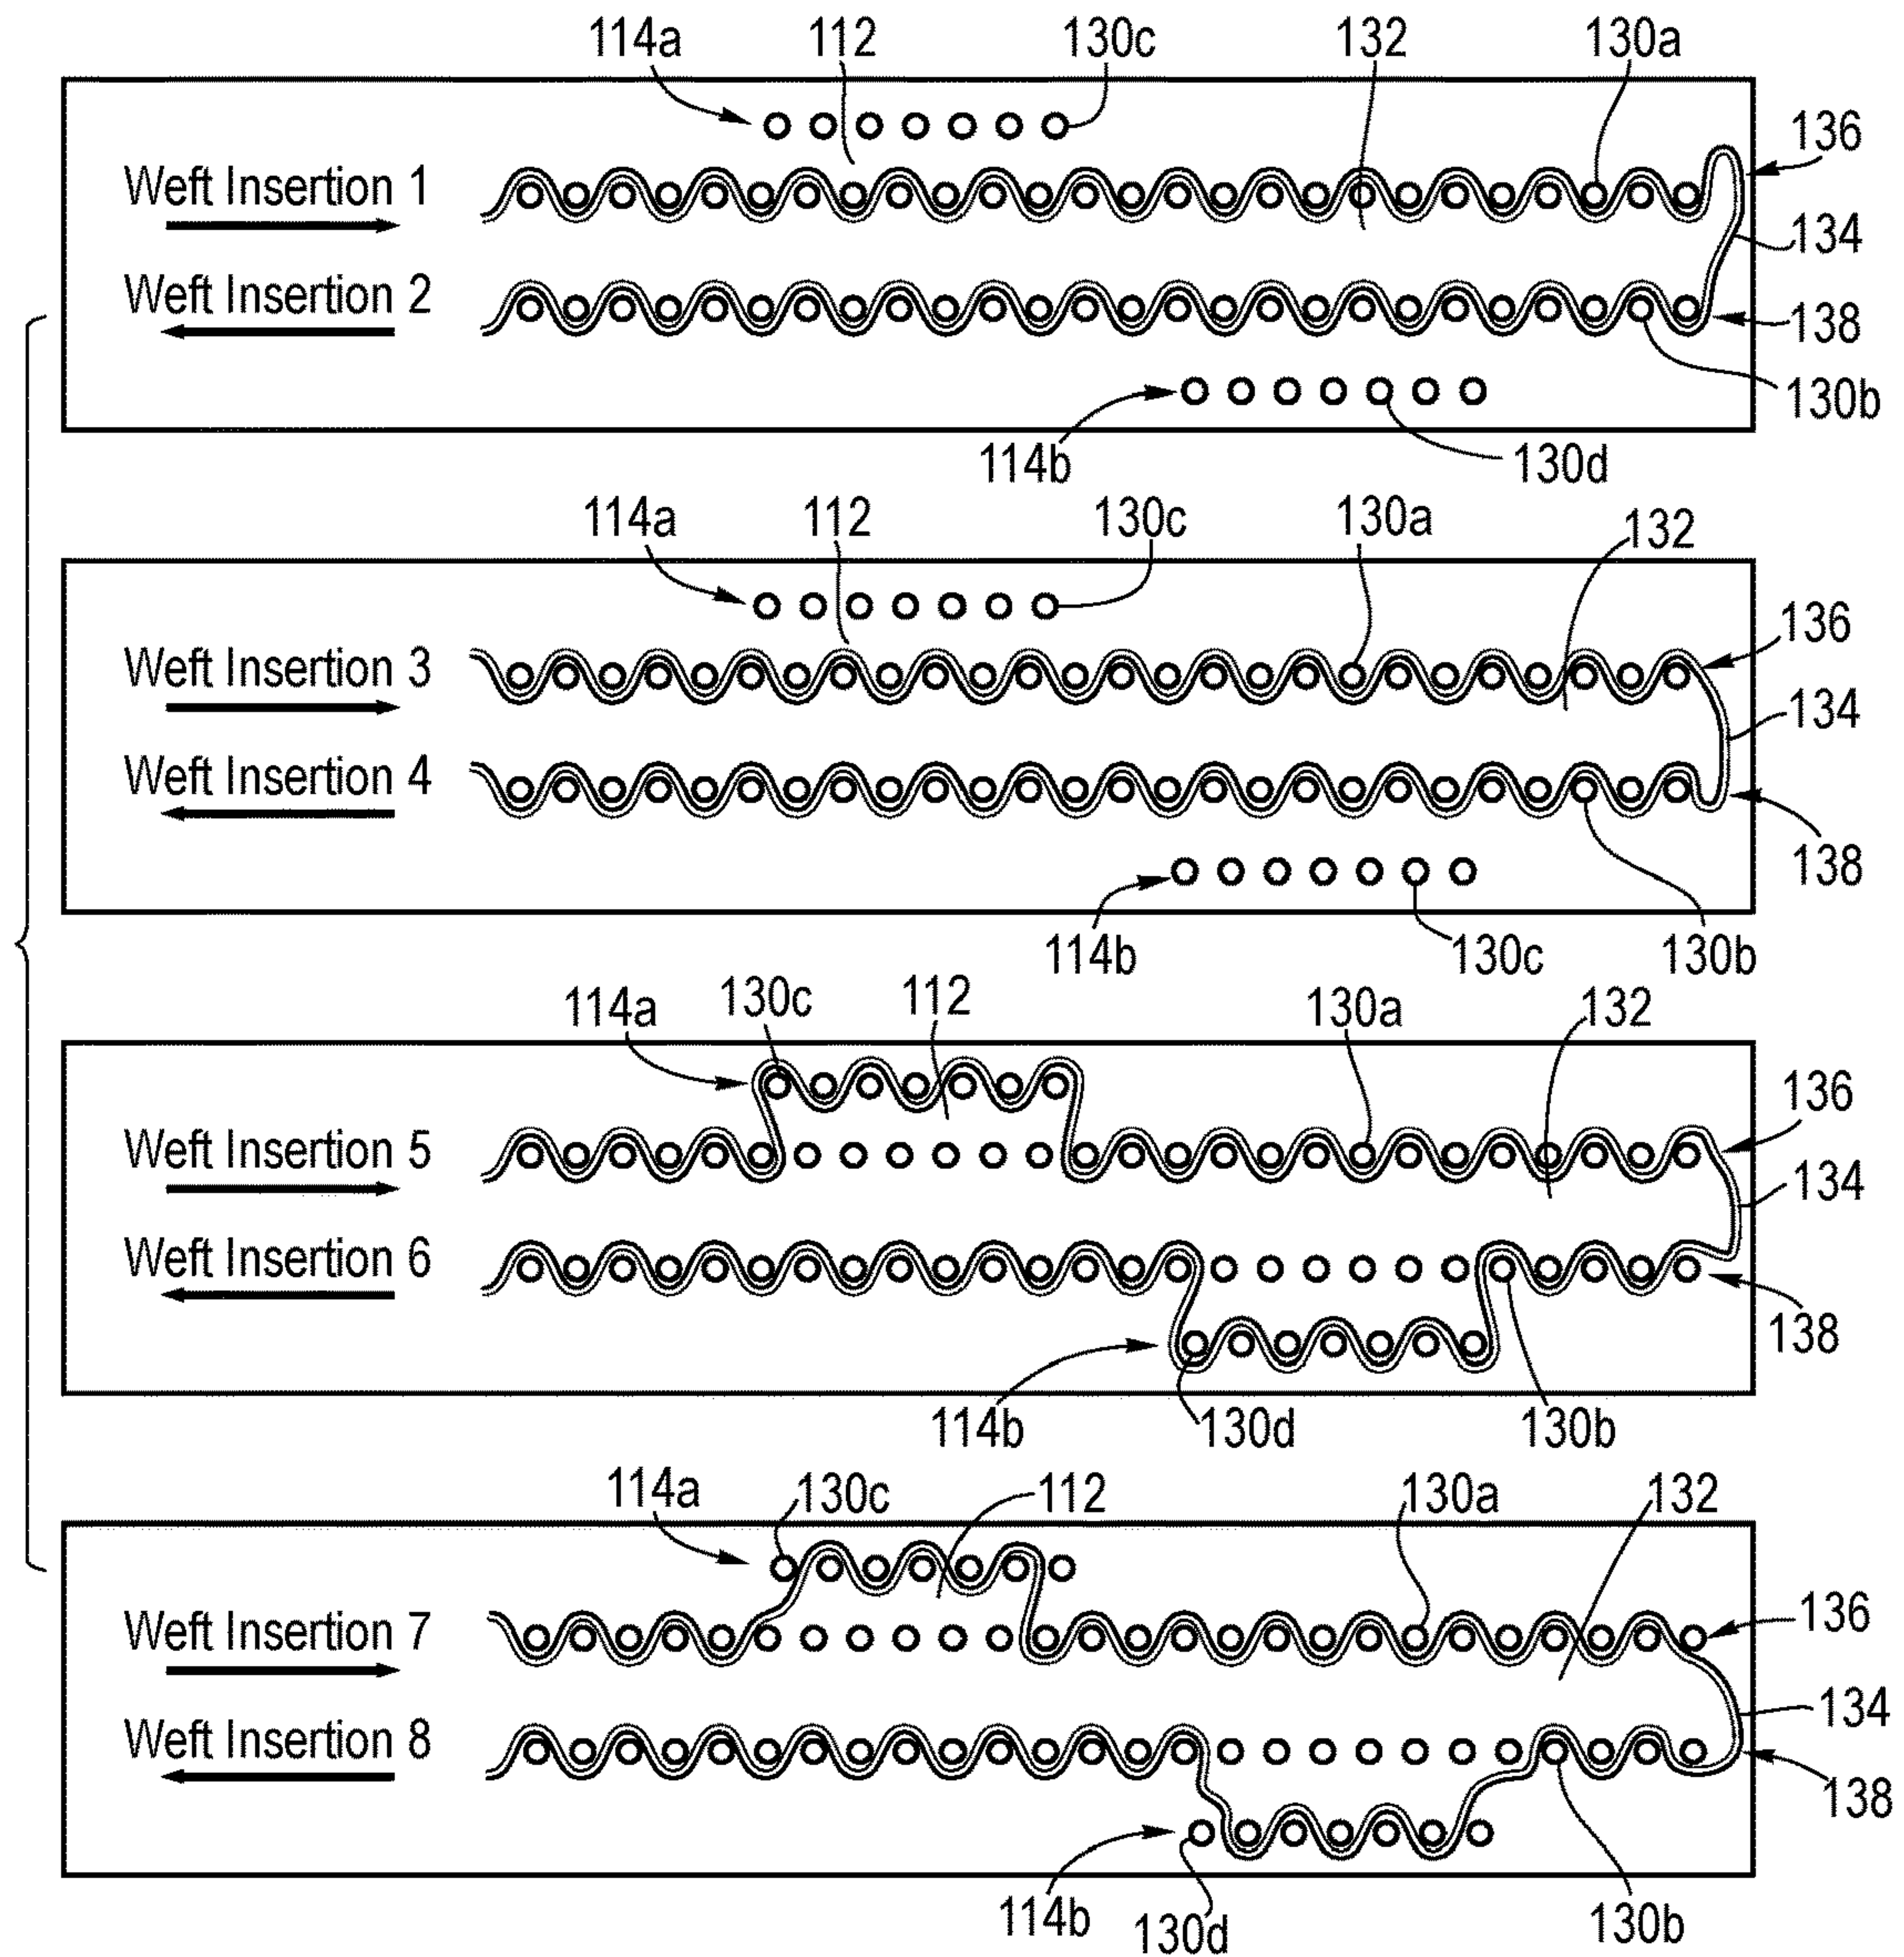 114a 112 130c 132 130a
136
Weft Insertion 1
134
Weft Insertion 2
138
130b
114b 130d
114a 112 130c 130a 132
136
Weft Insertion 3
134
Weft Insertion 4
138
114b 130c 130b
114a 130c 112 130a 132
136
Weft Insertion 5
134
Weft Insertion 6
138
114b 130d 130b
114a 130c 112 130a 132
136
Weft Insertion 7
134
Weft Insertion 8
138
114b 130d 130b